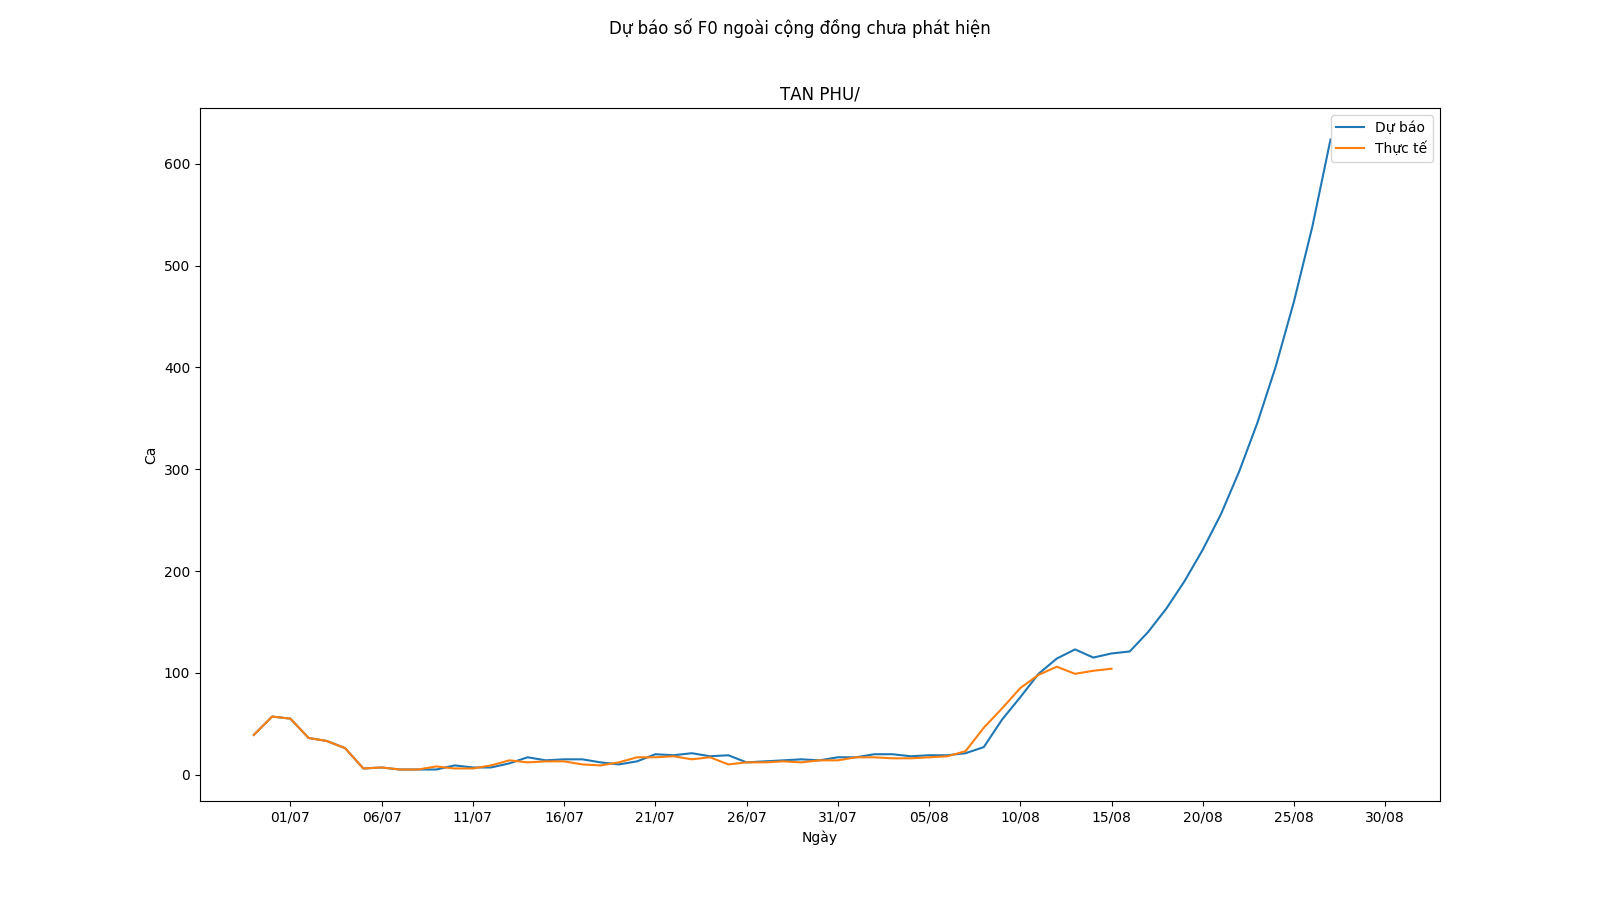 Dự báo số F0 ngoài cộng đồng chưa phát hiện
TAN PHU/
Dự báo
Thực tế
600
500
400
300
200
100
0
Ca
01/07 06/07 11/07 16/07 21/07 26/07 31/07 05/08 10/08 15/08 20/08 25/08 30/08
Ngày